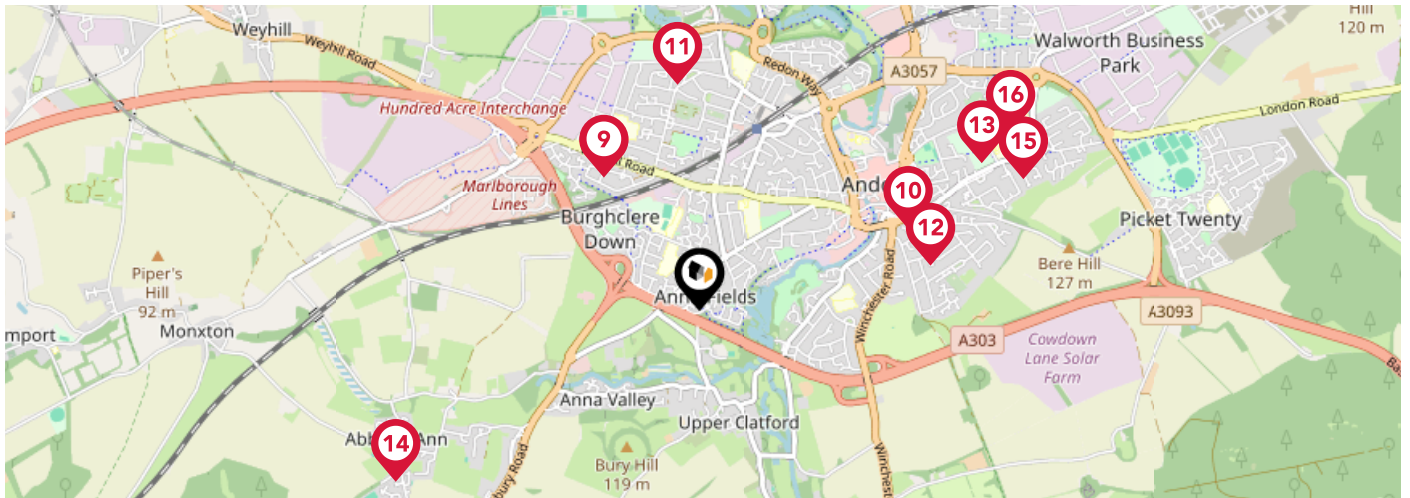 Weyhill
Weyhill Road
Hundred Acre Interchange
11
Redon Way
A3057
Walworth Business
Park
Hill
120 m
London Road
16
13
15
9
Road
Marlborough
Lines
10
12
Burghclere
Down
Picket Twenty
Piper's
Hill
92 m
Monxton
Bere Hill
127 m
Winchester Road
A303
A3093
Cowdown
Lane Solar
Farm
Anna Valley
Upper Clatford
14
Bury Hill
119 m